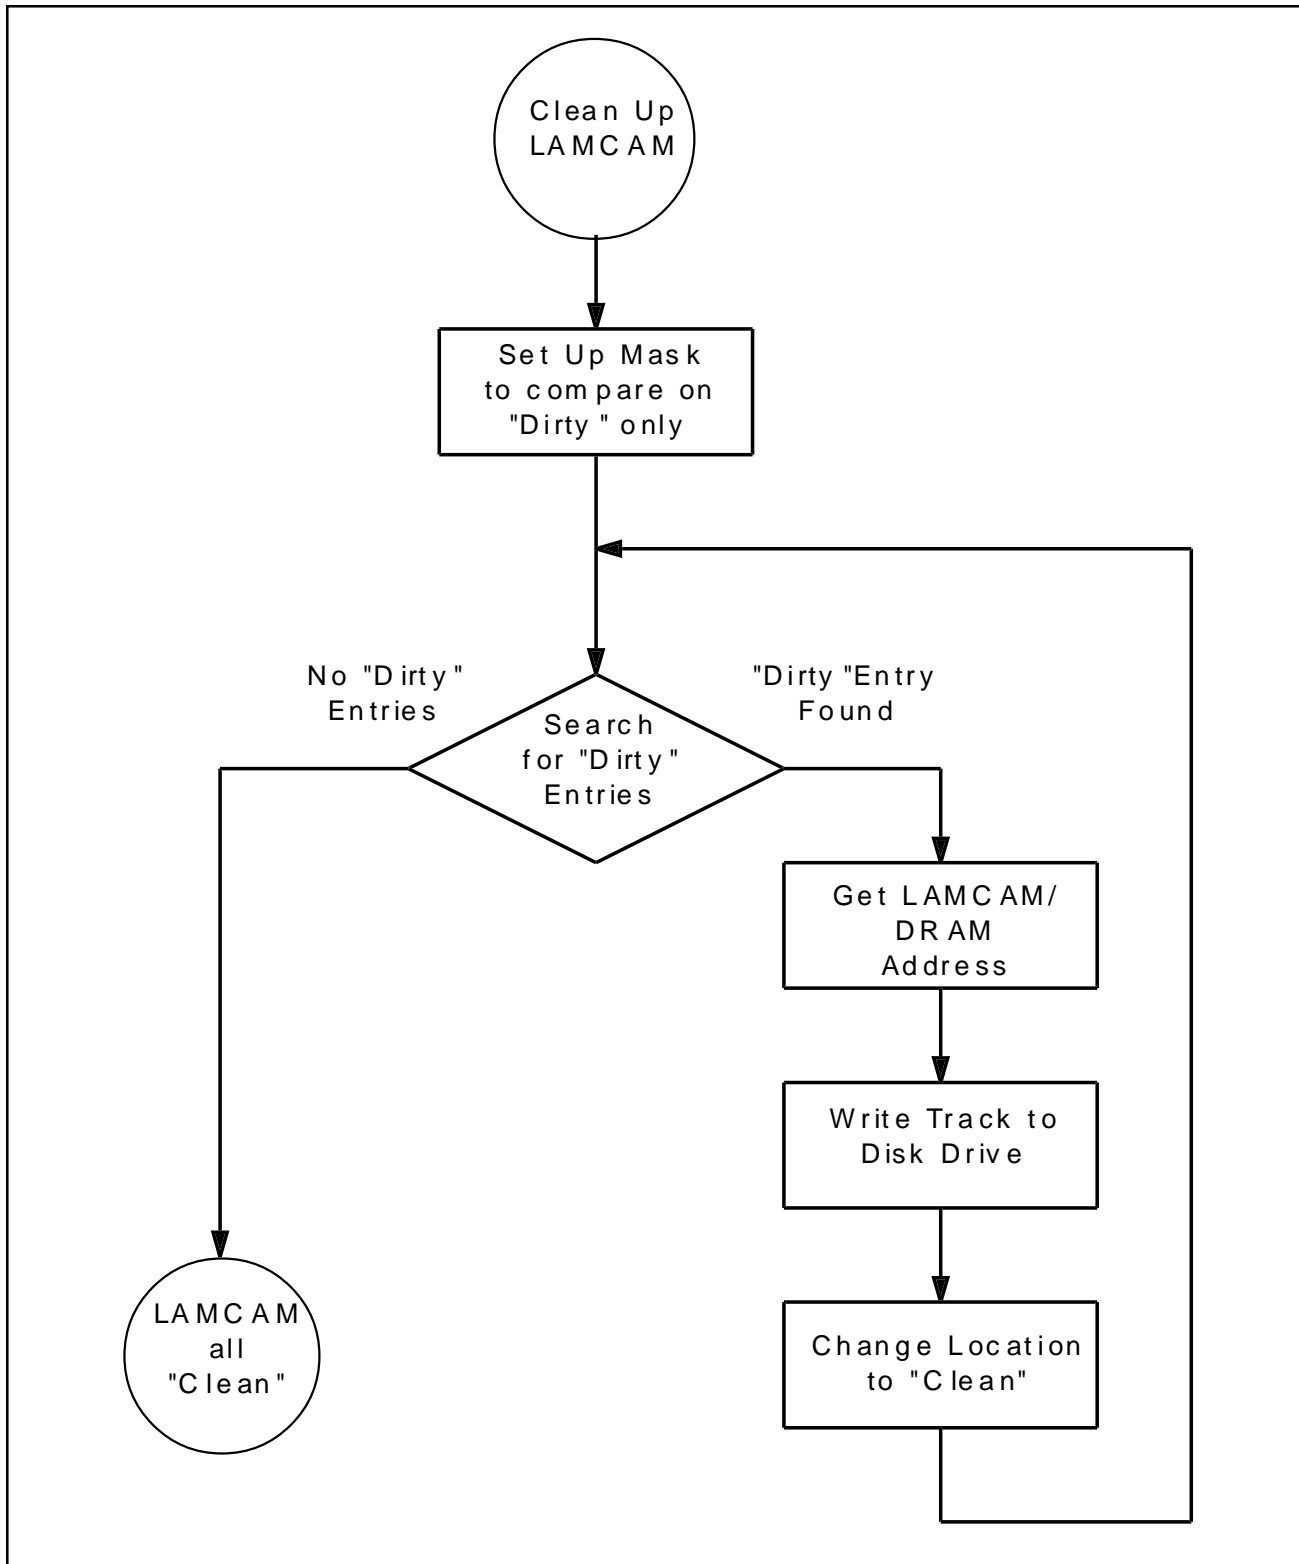 Clean Up
LAMCAM
Set Up Mask
to compare on
"Dirty" only
No "Dirty"
Entries
"Dirty"Entry
Found
Search
for "Dirty"
Entries
Get LAMCAM/
DRAM
Address
Write Track to
Disk Drive
Change Location
to "Clean"
LAMCAM
all
"Clean"